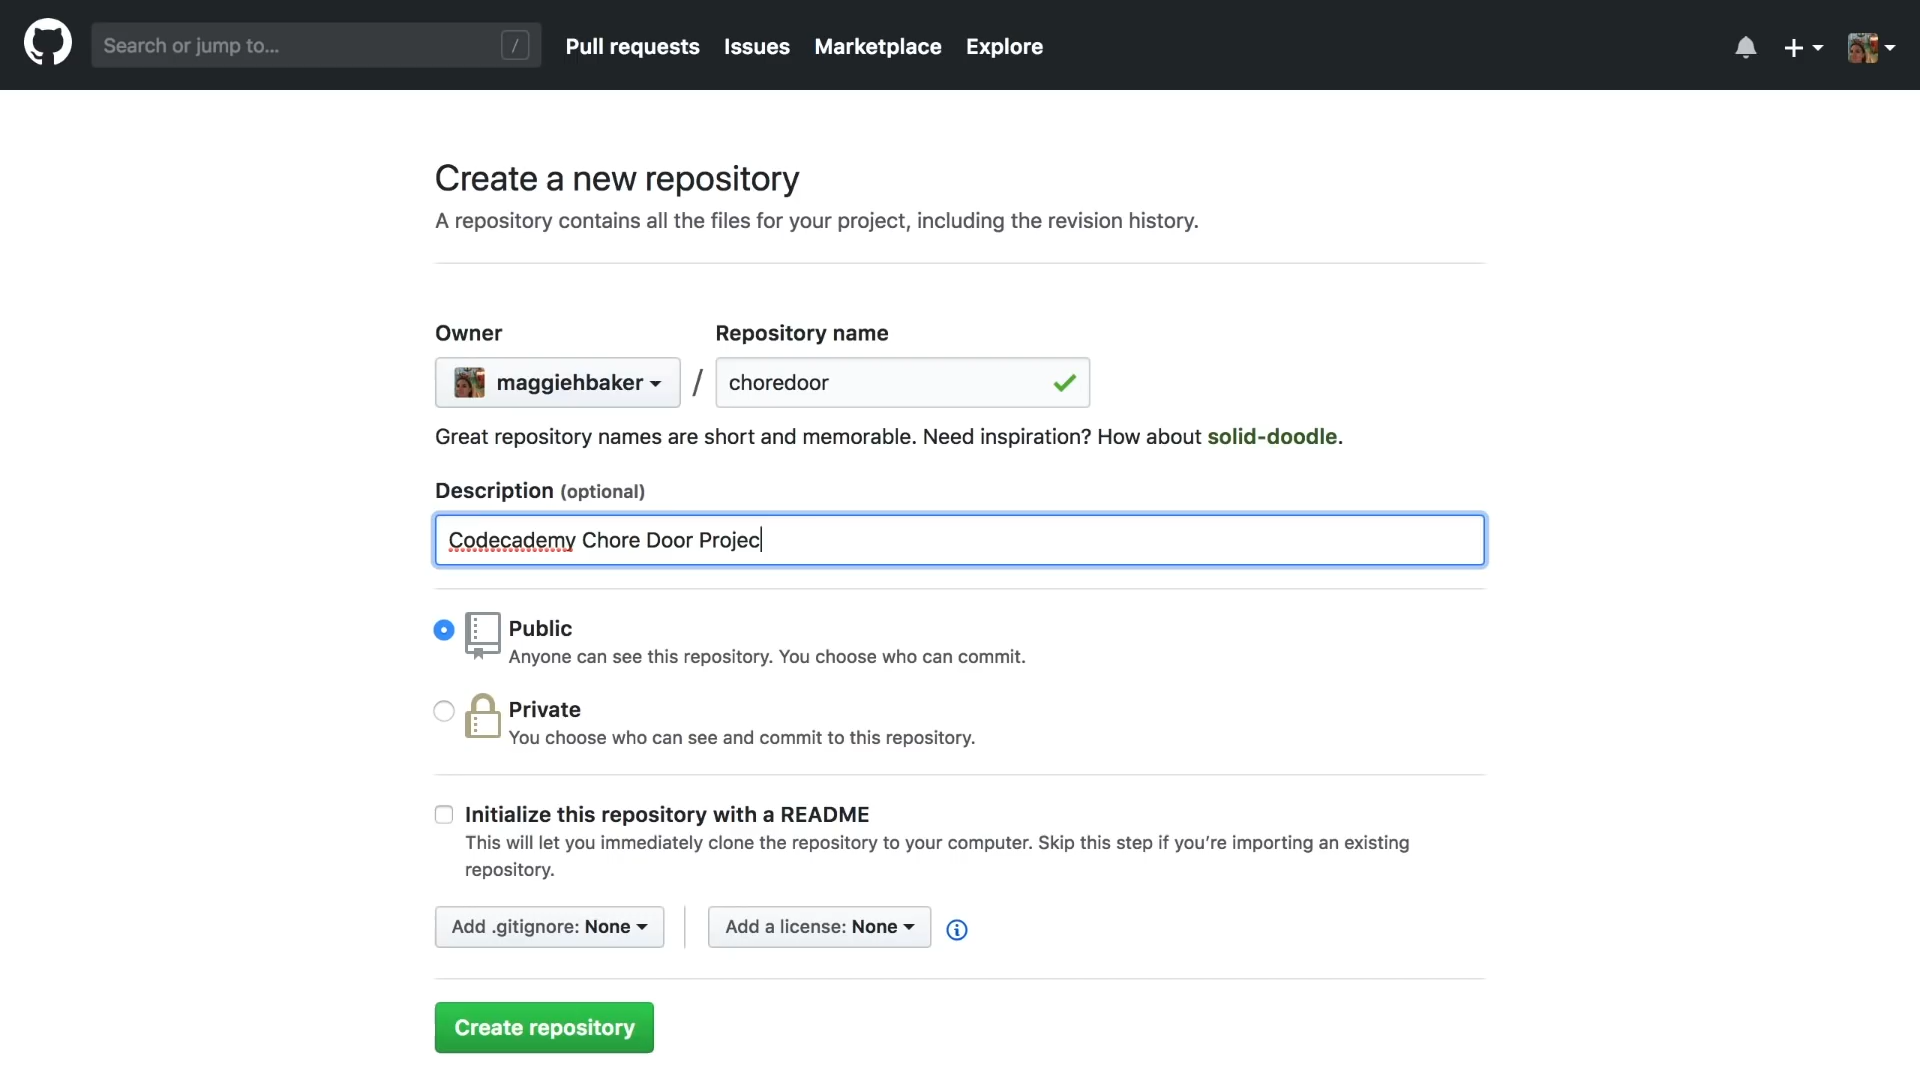 Search or jump to... / Pull requests Issues Marketplace Explore
Create a new repository
A repository contains all the files for your project, including the revision history.
Owner Repository name
maggiehbaker / choredoor
Great repository names are short and memorable. Need inspiration? How about solid-doodle.
Description (optional)
Codecademy Chore Door Projec
Public
Anyone can see this repository. You choose who can commit.
Private
You choose who can see and commit to this repository.
Initialize this repository with a README
This will let you immediately clone the repository to your computer. Skip this step if you’re importing an existing
repository.
Add .gitignore: None Add a license: None
Create repository